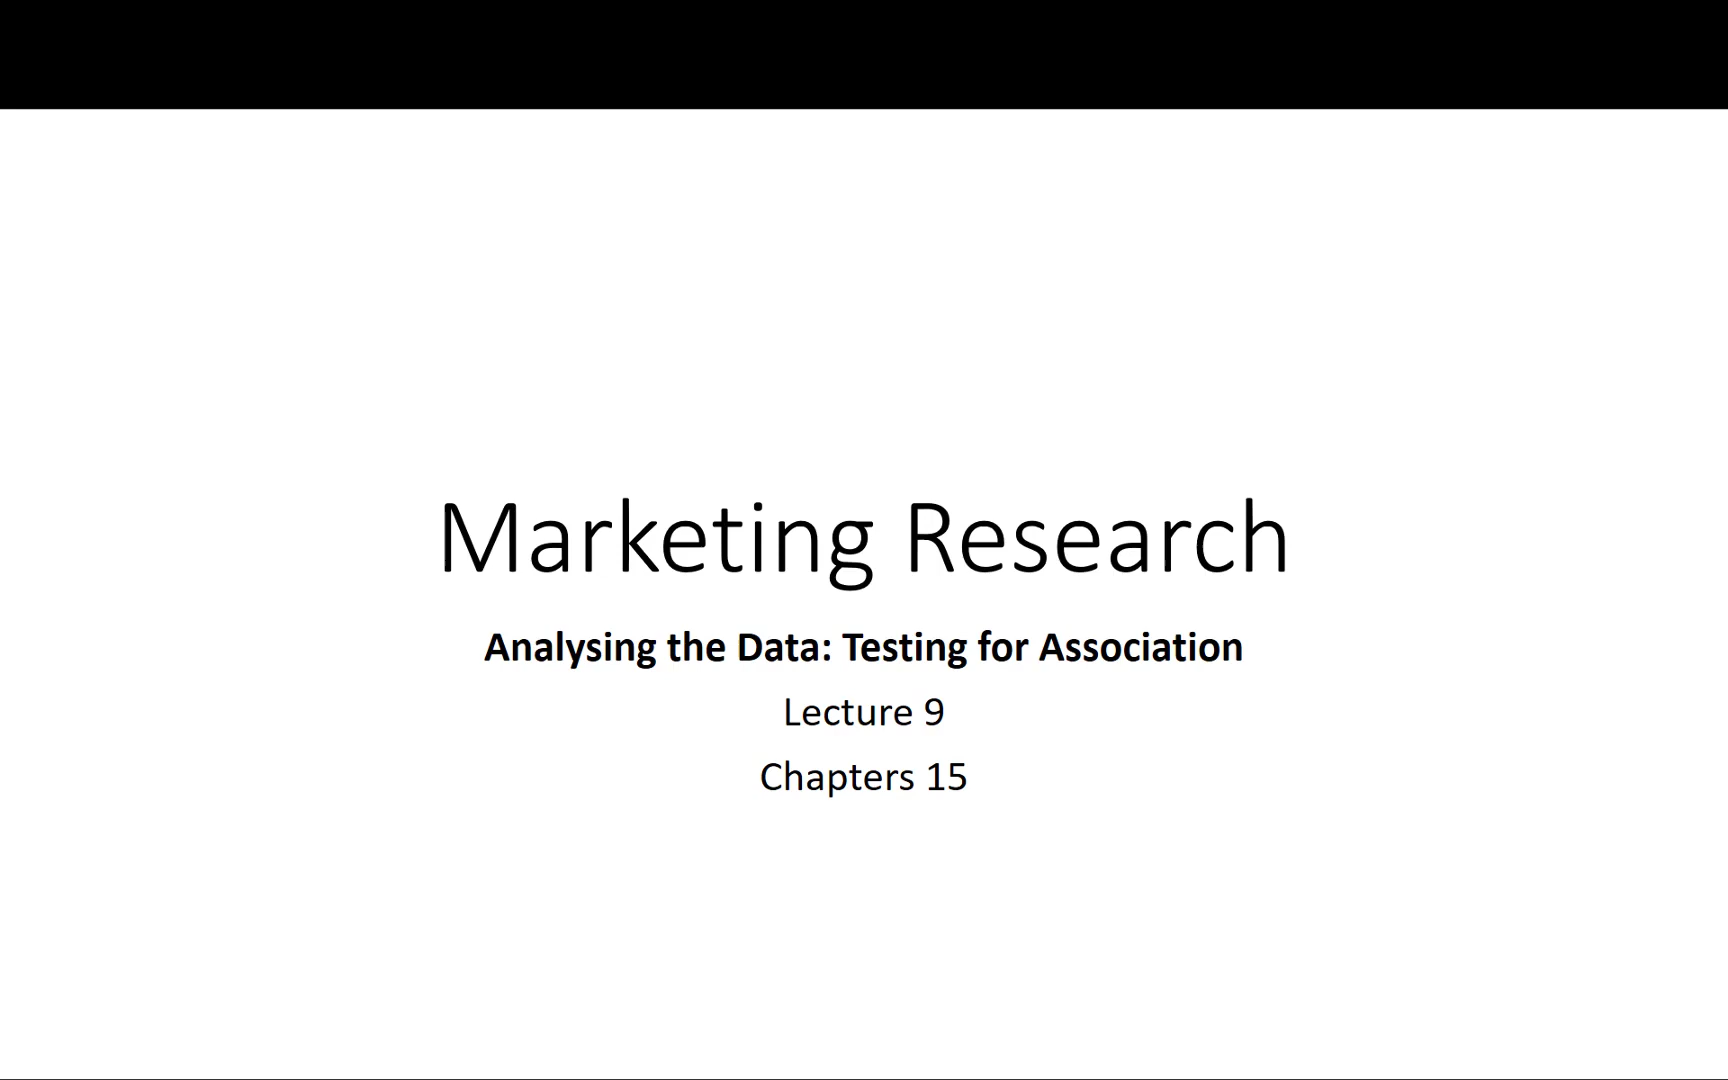 Marketing Research
Analysing the Data: Testing for Association
Lecture 9
Chapters 15